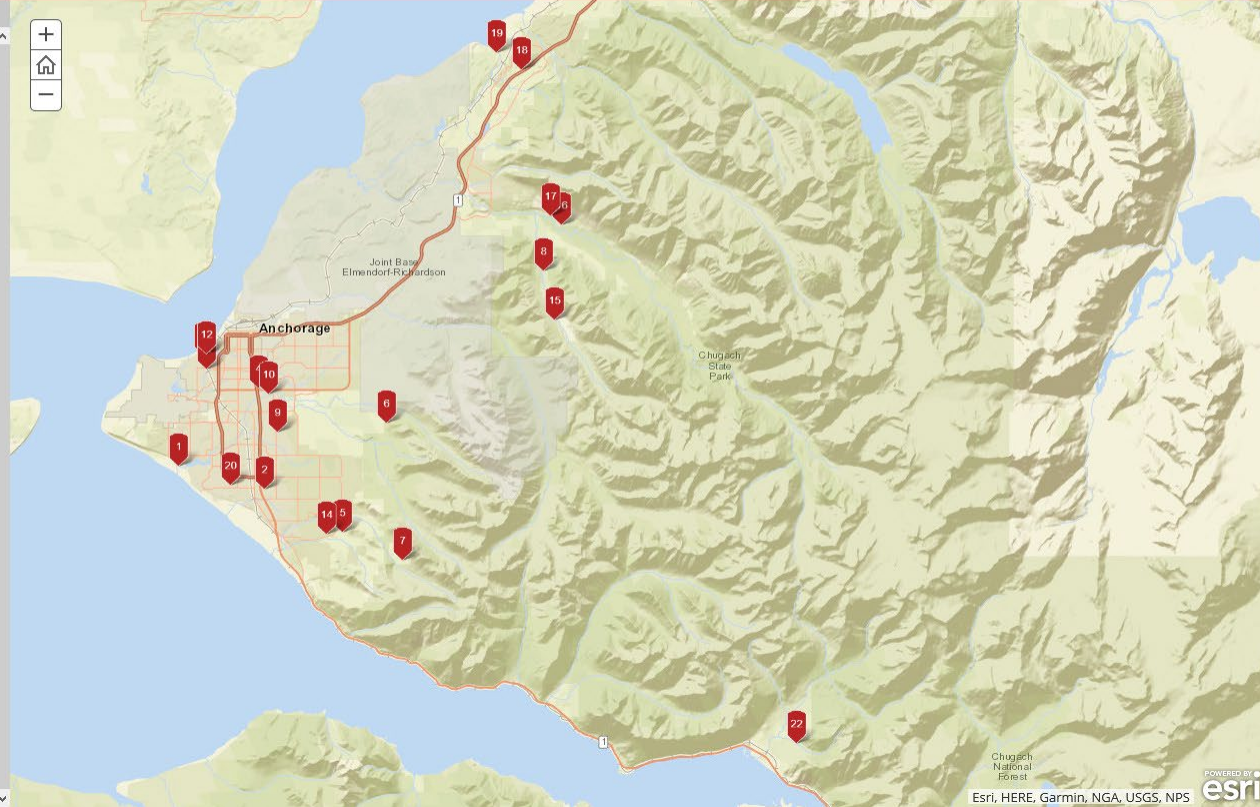 +
−
19
18
17
6
1
8
Joint Base
Elmendorf-Richardson
15
12
Anchorage
Chugach
State
Park
4
10
6
9
1
20
2
14
5
7
22
1
Chugach
National
Forest
POWERED BY
esri
Esri, HERE, Garmin, NGA, USGS, NPS